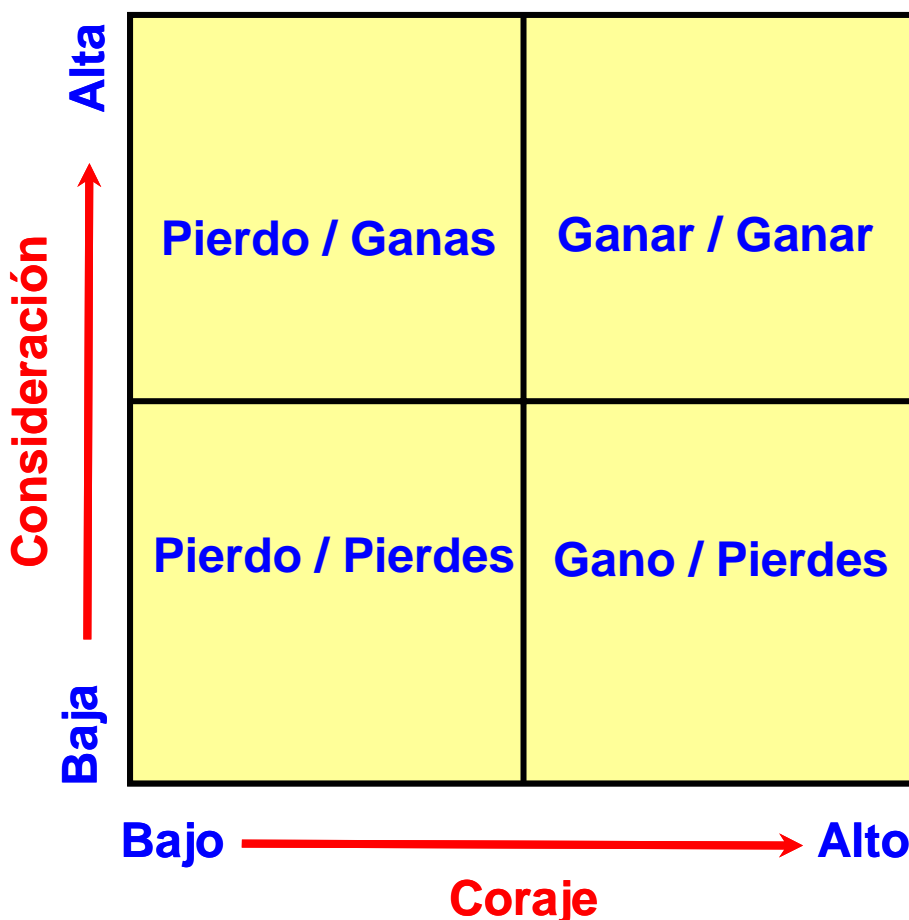 Alta
Consideración
Baja
Pierdo / Ganas
Ganar / Ganar
Pierdo / Pierdes
Gano / Pierdes
Bajo
Alto
Coraje